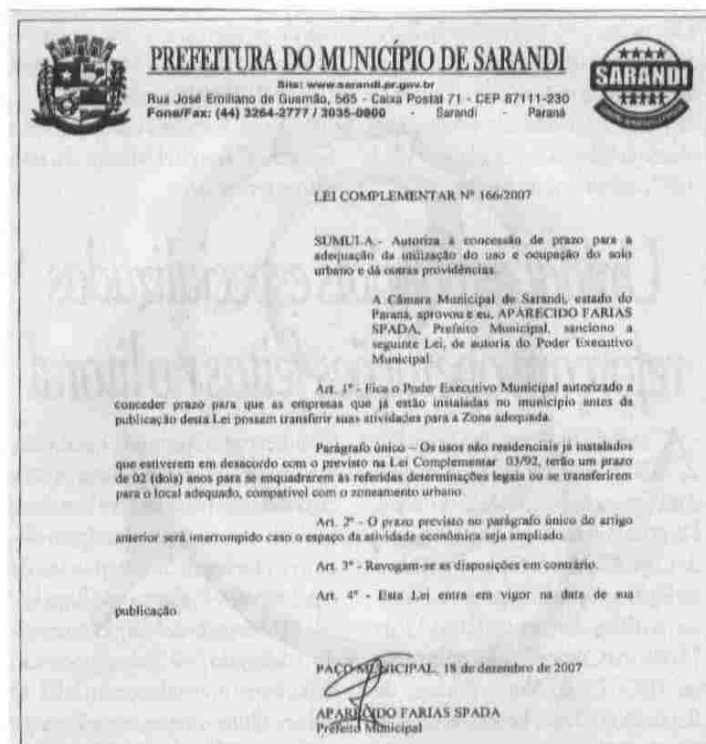 PREFEITURA DO MUNICÍPIO DE SARANDI
Site: www.sarandi.pr.gov.br
Rua José Emiliano de Gusmão, 565 - Caixa Postal 71 - CEP 87111-230
Fone/Fax: (44) 3264-2777 / 3035-0900 - Sarandi - Paraná
SARANDI
LEI COMPLEMENTAR Nº 166/2007
SUMULA.- Autoriza a concessão de prazo para a
adequação da utilização do uso e ocupação do solo
urbano e dá outras providências.
A Câmara Municipal de Sarandi, estado do
Paraná, aprovou e eu, APARECIDO FARIAS
SPADA, Prefeito Municipal, sanciono a
seguinte Lei, de autoria do Poder Executivo
Municipal:
Art. 1º - Fica o Poder Executivo Municipal autorizado a
conceder prazo para que as empresas que já estão instaladas no município antes da
publicação desta Lei possam transferir suas atividades para a Zona adequada.
Parágrafo único – Os usos não residenciais já instalados
que estiverem em desacordo com o previsto na Lei Complementar 03/92, terão um prazo
de 02 (dois) anos para se enquadrarem às referidas determinações legais ou se transferirem
para o local adequado, compatível com o zoneamento urbano.
Art. 2º - O prazo previsto no parágrafo único do artigo
anterior será interrompido caso o espaço da atividade econômica seja ampliado.
Art. 3º - Revogam-se as disposições em contrário.
Art. 4º - Esta Lei entra em vigor na data de sua
publicação.
PAÇO MUNICIPAL, 18 de dezembro de 2007
APARECIDO FARIAS SPADA
Prefeito Municipal